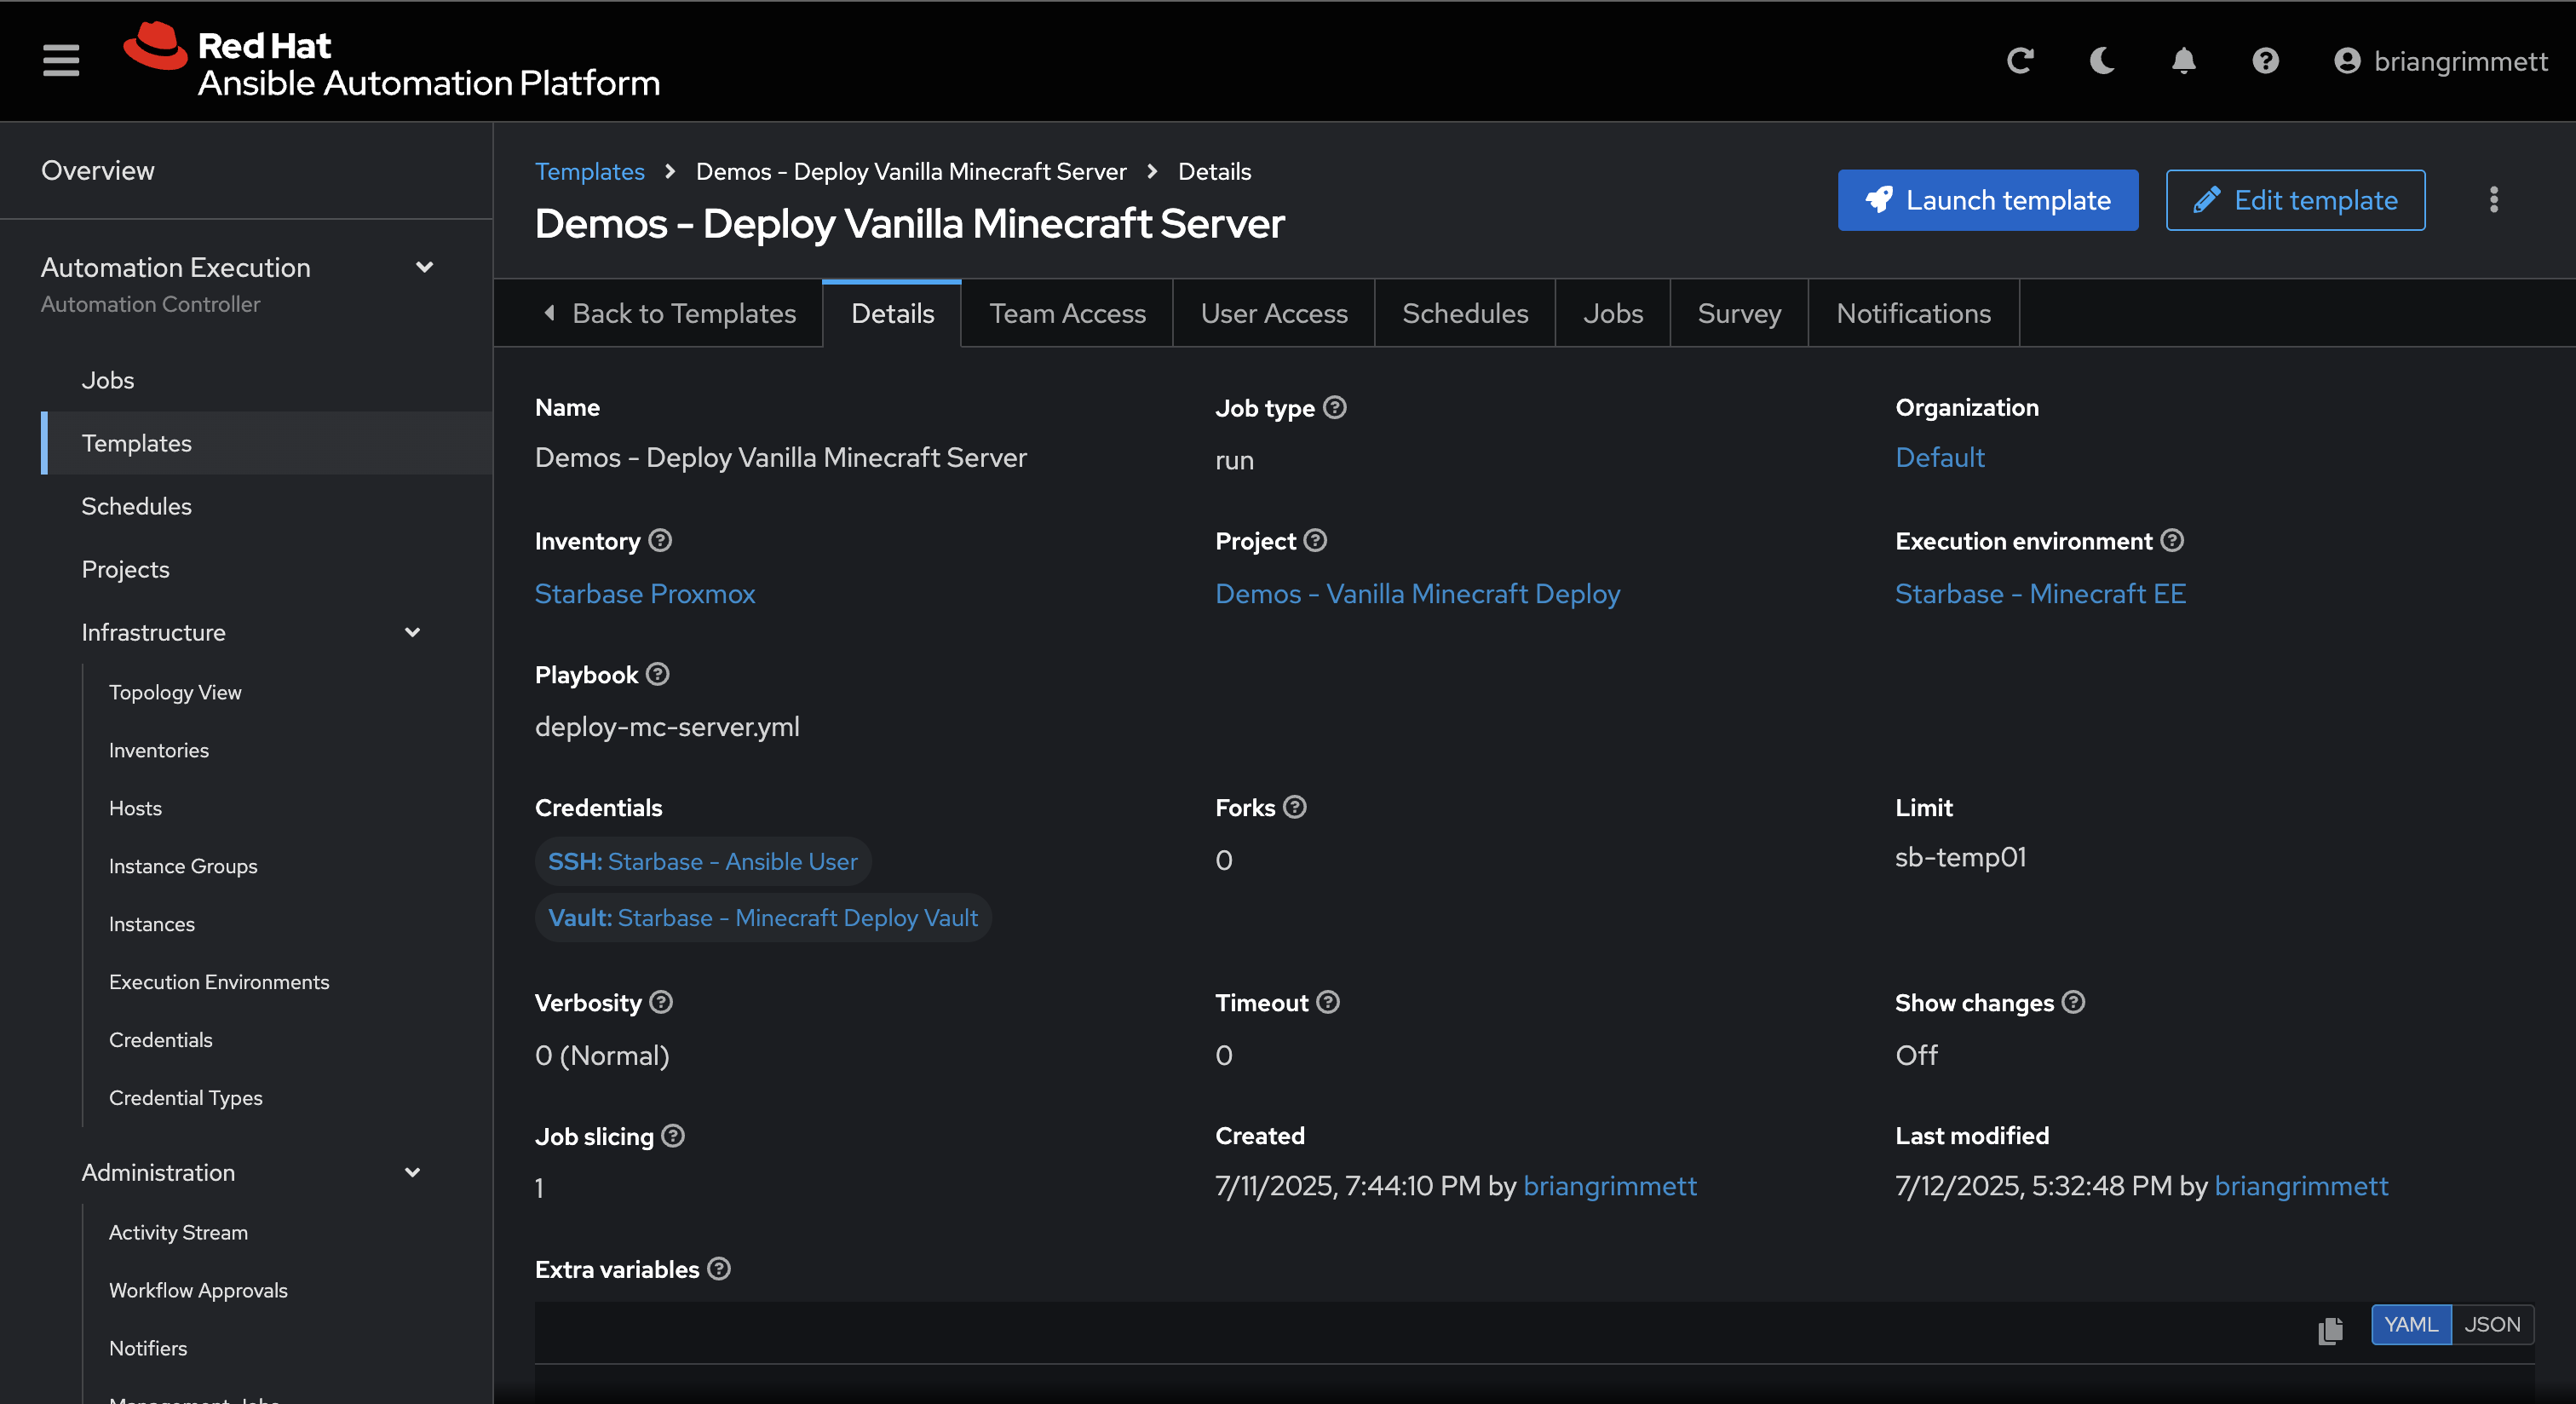 Red Hat
Ansible Automation Platform
briangrimmett
Overview
Automation Execution
Automation Controller
Jobs
Templates
Schedules
Projects
Infrastructure
Topology View
Inventories
Hosts
Instance Groups
Instances
Execution Environments
Credentials
Credential Types
Administration
Activity Stream
Workflow Approvals
Notifiers
Management Jobs
Templates > Demos - Deploy Vanilla Minecraft Server > Details
Demos - Deploy Vanilla Minecraft Server
Launch template
Edit template
Back to Templates
Details
Team Access
User Access
Schedules
Jobs
Survey
Notifications
Name
Demos - Deploy Vanilla Minecraft Server
Job type
run
Organization
Default
Inventory
Starbase Proxmox
Project
Demos - Vanilla Minecraft Deploy
Execution environment
Starbase - Minecraft EE
Playbook
deploy-mc-server.yml
Credentials
SSH: Starbase - Ansible User
Vault: Starbase - Minecraft Deploy Vault
Forks
0
Limit
sb-temp01
Verbosity
0 (Normal)
Timeout
0
Show changes
Off
Job slicing
1
Created
7/11/2025, 7:44:10 PM by briangrimmett
Last modified
7/12/2025, 5:32:48 PM by briangrimmett
Extra variables
YAML
JSON